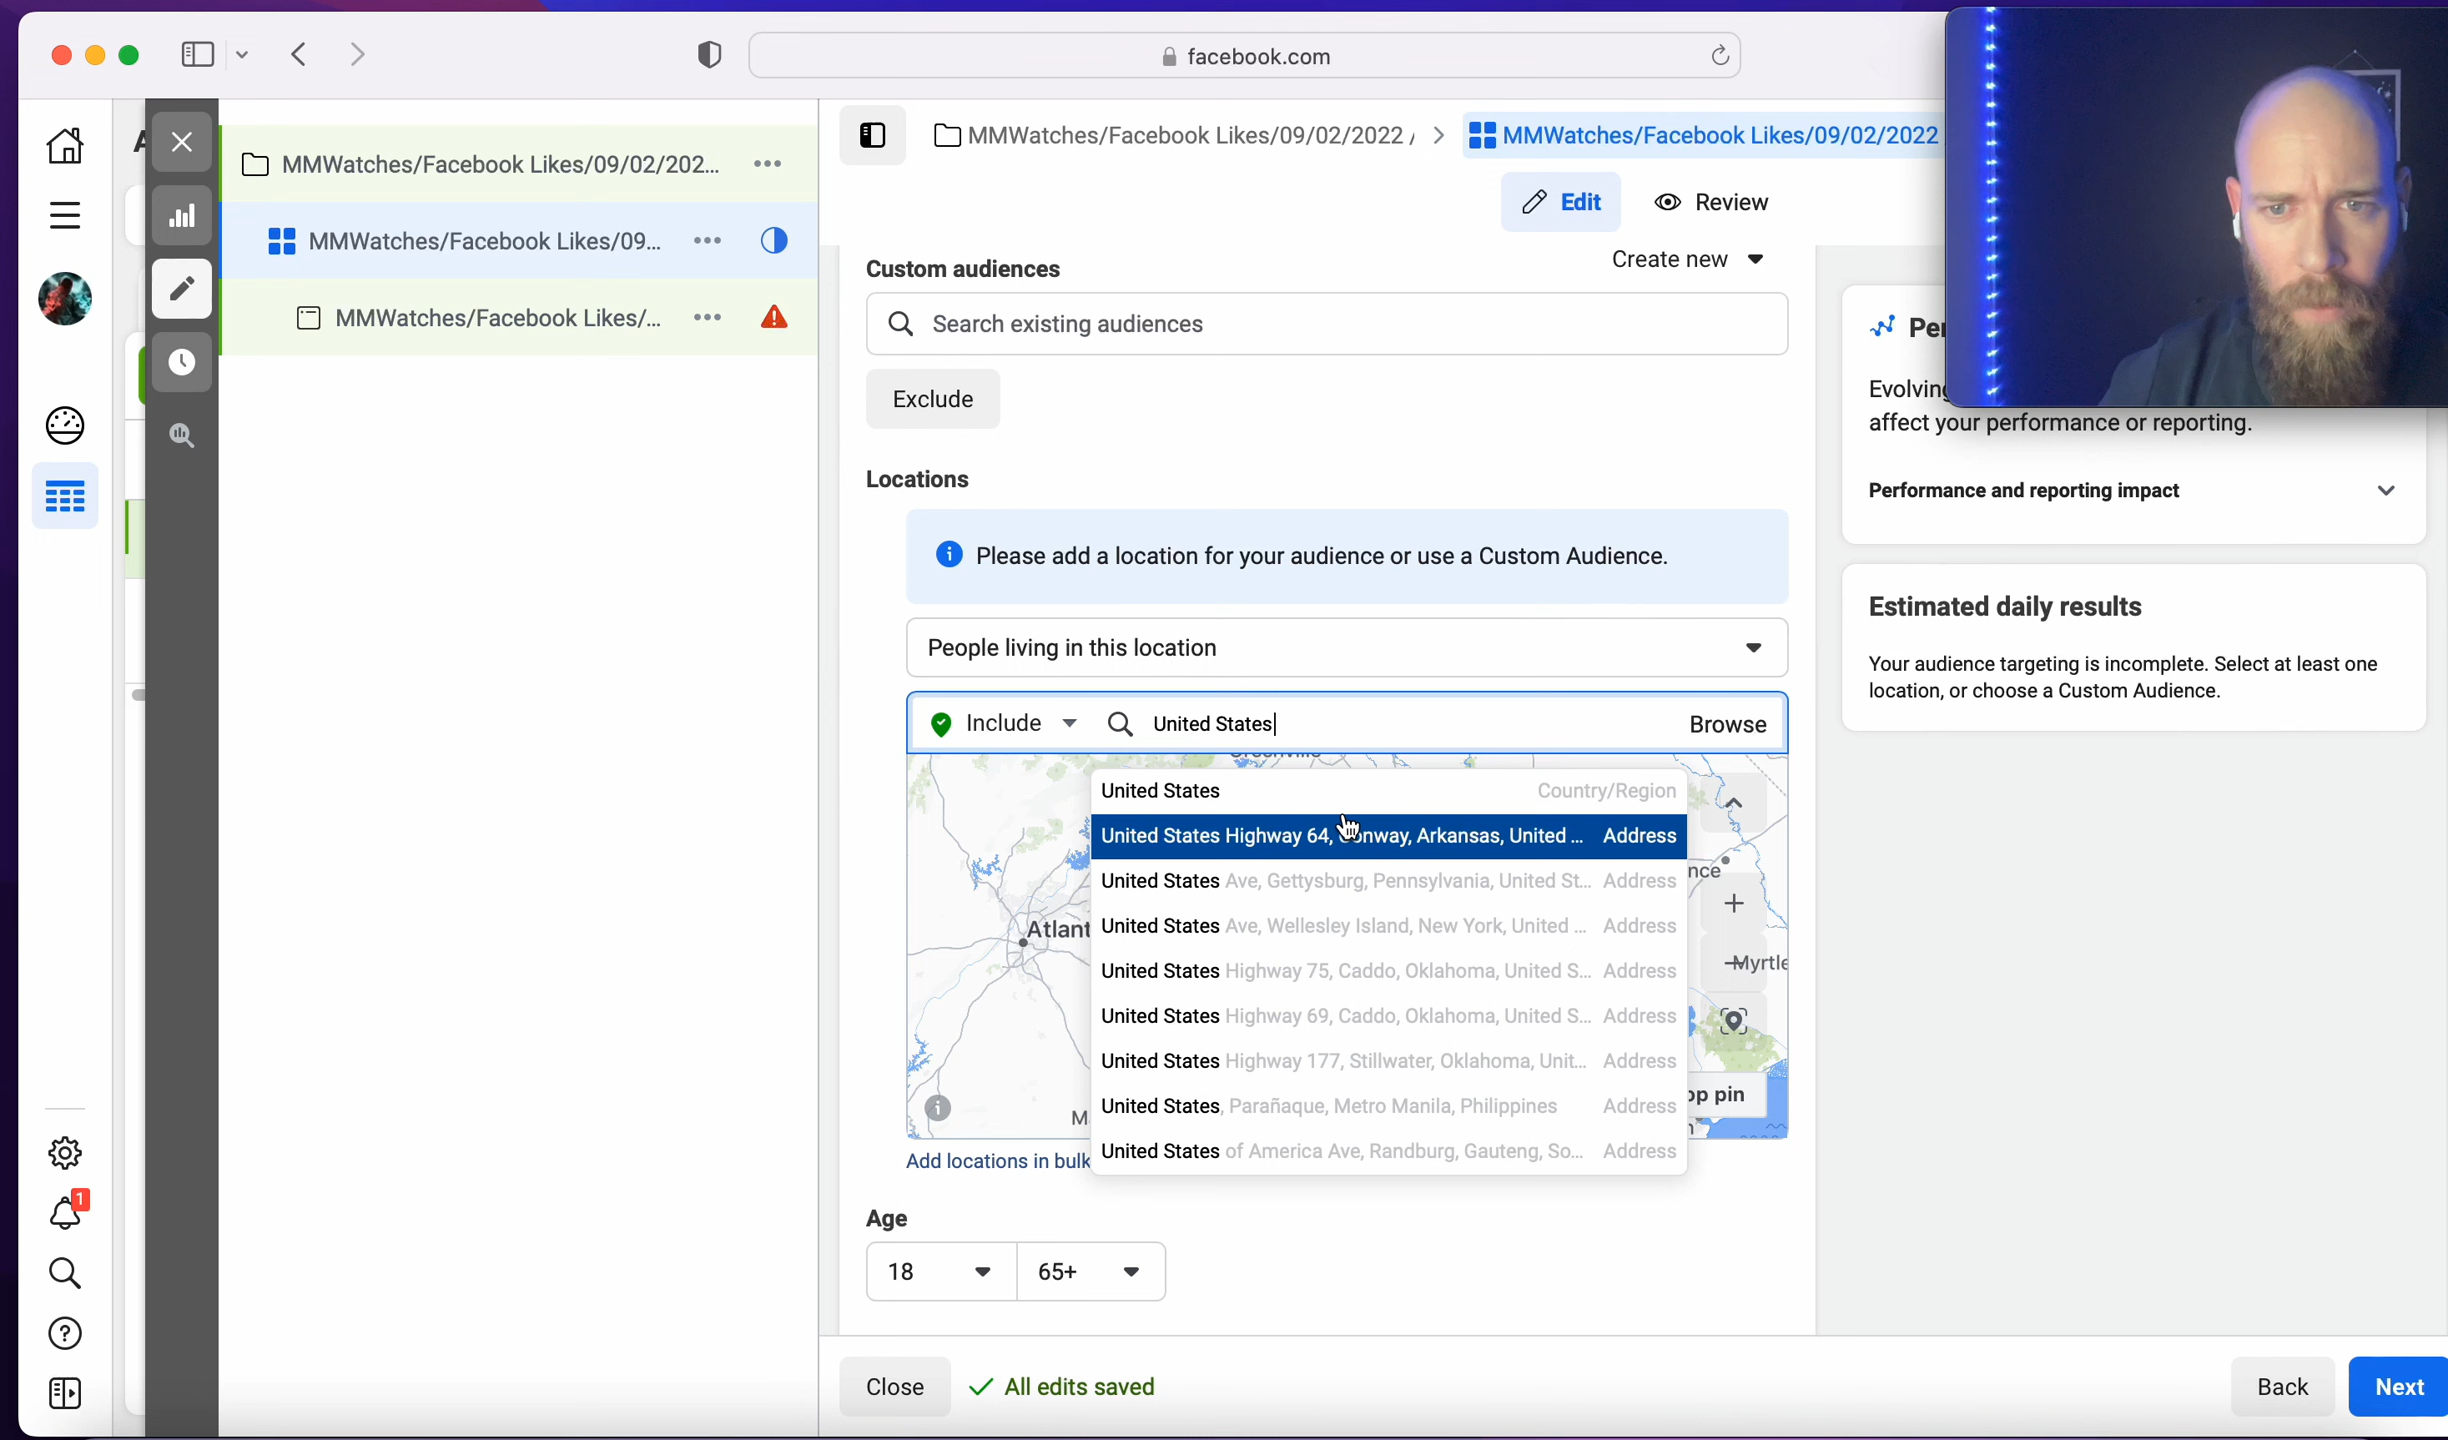 facebook.com
MMWatches/Facebook Likes/09/02/202...
MMWatches/Facebook Likes/09...
MMWatches/Facebook Likes/...
MMWatches/Facebook Likes/09/02/2022 /
MMWatches/Facebook Likes/09/02/2022
Edit
Review
Custom audiences
Create new
Search existing audiences
Exclude
Locations
Please add a location for your audience or use a Custom Audience.
People living in this location
Include
United States
Browse
United States Country/Region
United States Highway 64, Conway, Arkansas, United ... Address
United States Ave, Gettysburg, Pennsylvania, United St... Address
United States Ave, Wellesley Island, New York, United ... Address
United States Highway 75, Caddo, Oklahoma, United S... Address
United States Highway 69, Caddo, Oklahoma, United S... Address
United States Highway 177, Stillwater, Oklahoma, Unit... Address
United States, Parañaque, Metro Manila, Philippines Address
United States of America Ave, Randburg, Gauteng, So... Address
Atlant
nce
Myrtle
op pin
Add locations in bulk
Age
18
65+
Close
All edits saved
Back
Next
Per
Evolving
affect your performance or reporting.
Performance and reporting impact
Estimated daily results
Your audience targeting is incomplete. Select at least one
location, or choose a Custom Audience.
1